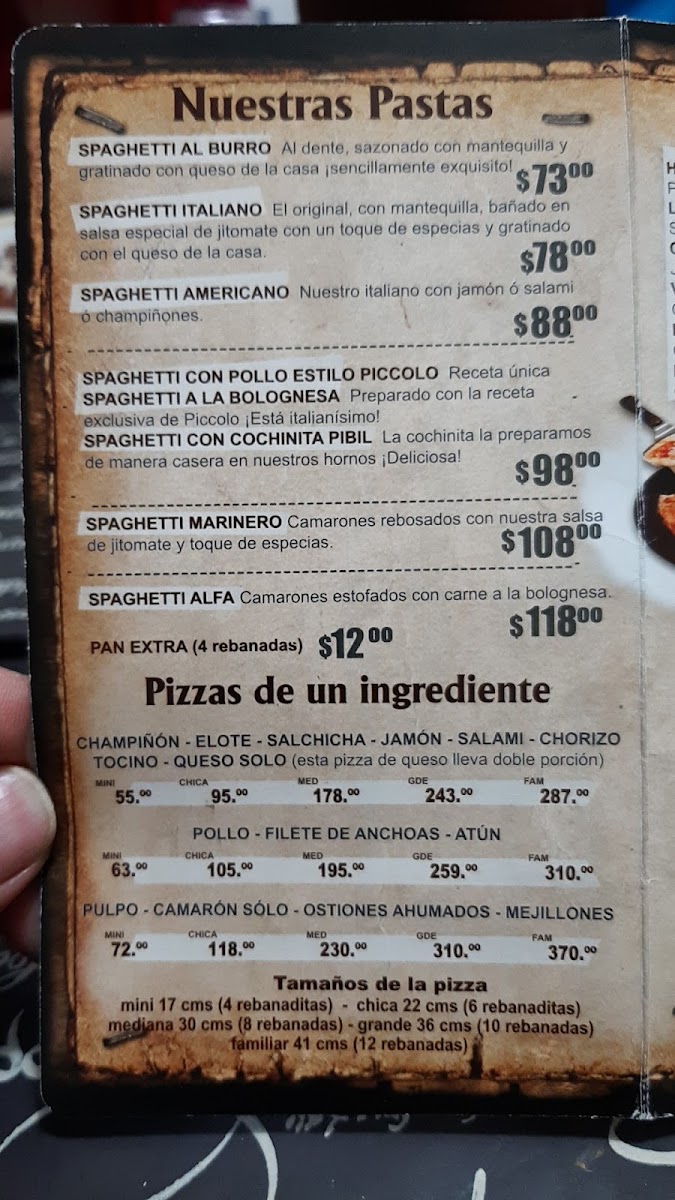 Nuestras Pastas
SPAGHETTI AL BURRO Al dente, sazonado con mantequilla y
gratinado con queso de la casa ¡sencillamente exquisito!
$73.00
SPAGHETTI ITALIANO El original, con mantequilla, bañado en
salsa especial de jitomate con un toque de especias y gratinado
con el queso de la casa.
$78.00
SPAGHETTI AMERICANO Nuestro italiano con jamón ó salami
ó champiñones.
$88.00
SPAGHETTI CON POLLO ESTILO PICCOLO Receta única
SPAGHETTI A LA BOLOGNESA Preparado con la receta
exclusiva de Piccolo ¡Está italianísimo!
SPAGHETTI CON COCHINITA PIBIL La cochinita la preparamos
de manera casera en nuestros hornos ¡Deliciosa!
$98.00
SPAGHETTI MARINERO Camarones rebosados con nuestra salsa
de jitomate y toque de especias.
$108.00
SPAGHETTI ALFA Camarones estofados con carne a la bolognesa.
$118.00
PAN EXTRA (4 rebanadas) $12.00
Pizzas de un ingrediente
CHAMPIÑÓN - ELOTE - SALCHICHA - JAMÓN - SALAMI - CHORIZO
TOCINO - QUESO SOLO (esta pizza de queso lleva doble porción)
MINI CHICA MED GDE FAM
55.00 95.00 178.00 243.00 287.00
POLLO - FILETE DE ANCHOAS - ATÚN
MINI CHICA MED GDE FAM
63.00 105.00 195.00 259.00 310.00
PULPO - CAMARÓN SÓLO - OSTIONES AHUMADOS - MEJILLONES
MINI CHICA MED GDE FAM
72.00 118.00 230.00 310.00 370.00
Tamaños de la pizza
mini 17 cms (4 rebanaditas) - chica 22 cms (6 rebanaditas)
mediana 30 cms (8 rebanadas) - grande 36 cms (10 rebanadas)
familiar 41 cms (12 rebanadas)